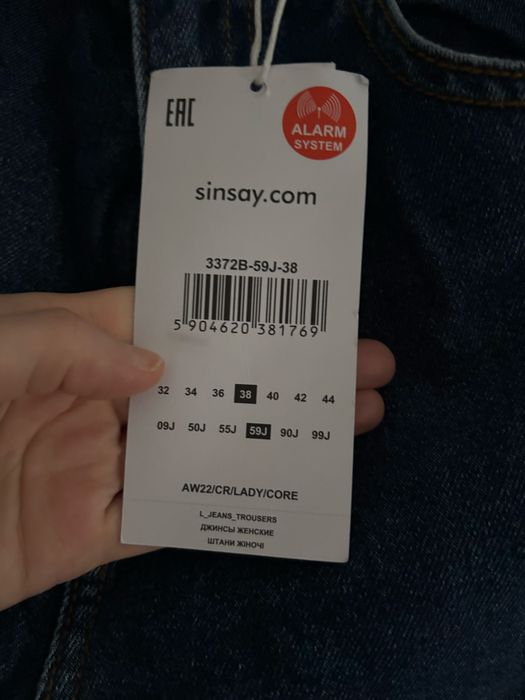 EAC
ALARM
SYSTEM
sinsay.com
3372B-59J-38
5 904620 381769
32 34 36 38 40 42 44
09J 50J 55J 59J 90J 99J
AW22/CR/LADY/CORE
L_JEANS_TROUSERS
ДЖИНСЫ ЖЕНСКИЕ
ШТАНИ ЖІНОЧІ